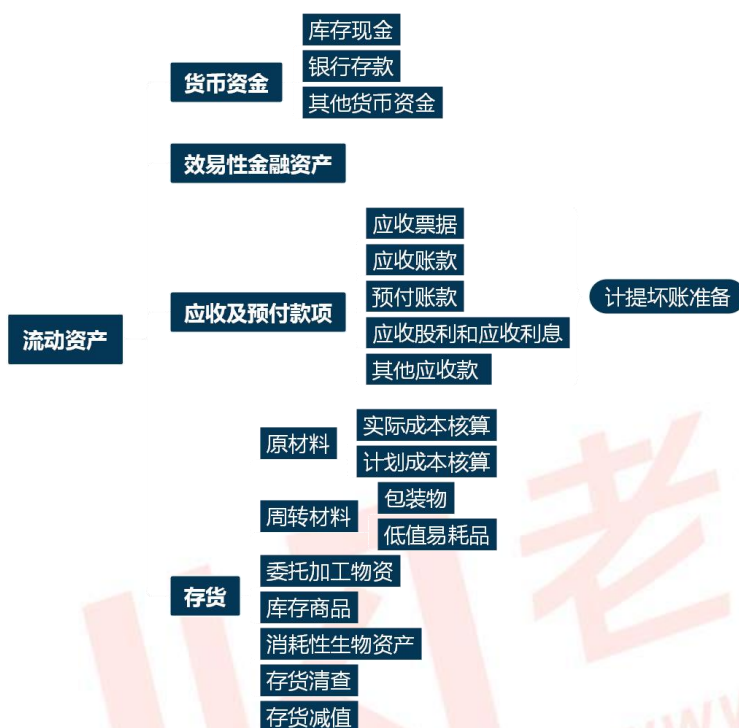 库存现金
银行存款
其他货币资金
货币资金
效易性金融资产
应收票据
应收账款
预付账款
应收股利和应收利息
其他应收款
应收及预付款项
计提坏账准备
流动资产
实际成本核算
计划成本核算
原材料
包装物
低值易耗品
周转材料
委托加工物资
库存商品
消耗性生物资产
存货清查
存货减值
存货